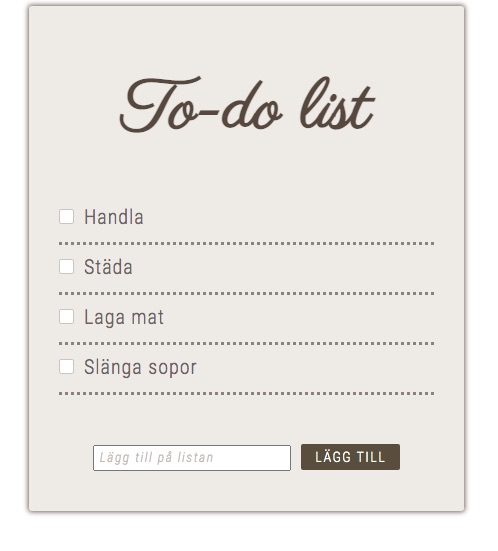 To-do list
Handla
Städa
Laga mat
Slänga sopor
Lägg till på listan
LÄGG TILL